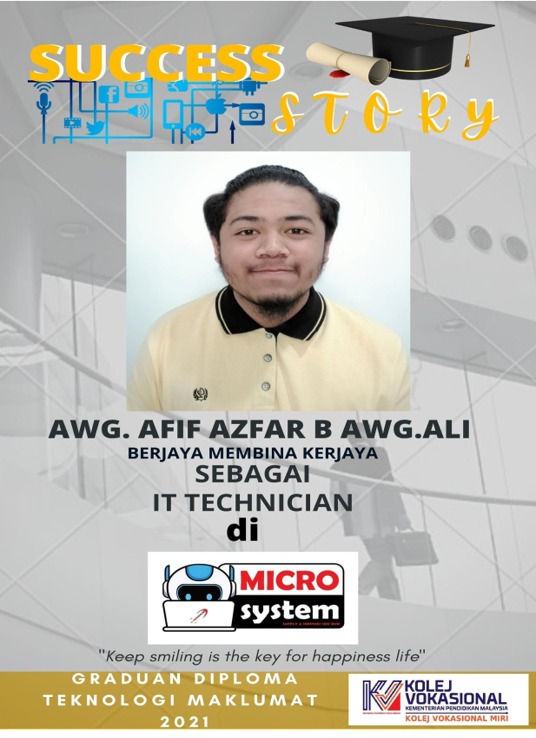 SUCCESS
STORY
AWG. AFIF AZFAR B AWG.ALI
BERJAYA MEMBINA KERJAYA
SEBAGAI
IT TECHNICIAN
di
MICRO
system
"Keep smiling is the key for happiness life"
GRADUAN DIPLOMA
TEKNOLOGI MAKLUMAT
2021
KOLEJ
VOKASIONAL
KEMENTERIAN PENDIDIKAN MALAYSIA
KOLEJ VOKASIONAL MIRI